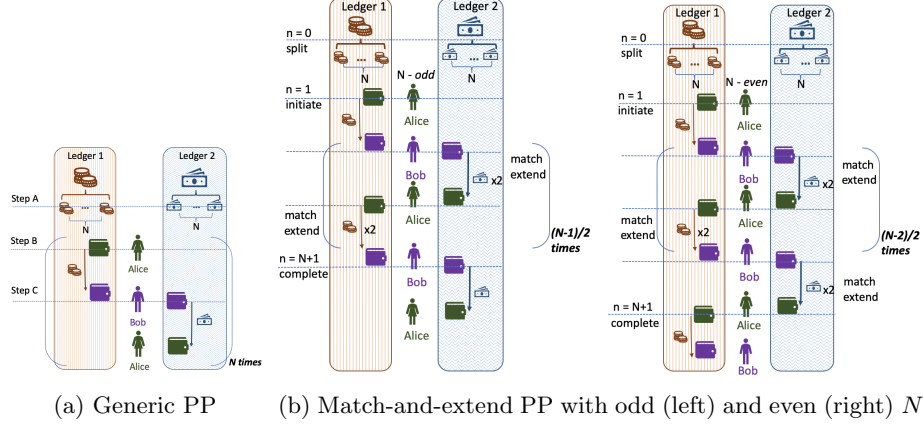 Ledger 1
Ledger 2
Step A
...
...
N
N
Step B
Alice
Step C
Bob
Alice
N times
(a) Generic PP
Ledger 1
Ledger 2
n = 0
split
...
...
N
N
N - odd
n = 1
initiate
Alice
Bob
match
extend
x2
Alice
match
extend
x2
(N-1)/2
times
n = N+1
complete
Bob
Alice
Ledger 1
Ledger 2
n = 0
split
...
...
N
N
N - even
n = 1
initiate
Alice
Bob
match
extend
x2
Alice
match
extend
x2
(N-2)/2
times
Bob
match
extend
x2
n = N+1
complete
Alice
Bob
(b) Match-and-extend PP with odd (left) and even (right) N